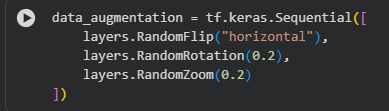 data_augmentation = tf.keras.Sequential([
    layers.RandomFlip("horizontal"),
    layers.RandomRotation(0.2),
    layers.RandomZoom(0.2)
])